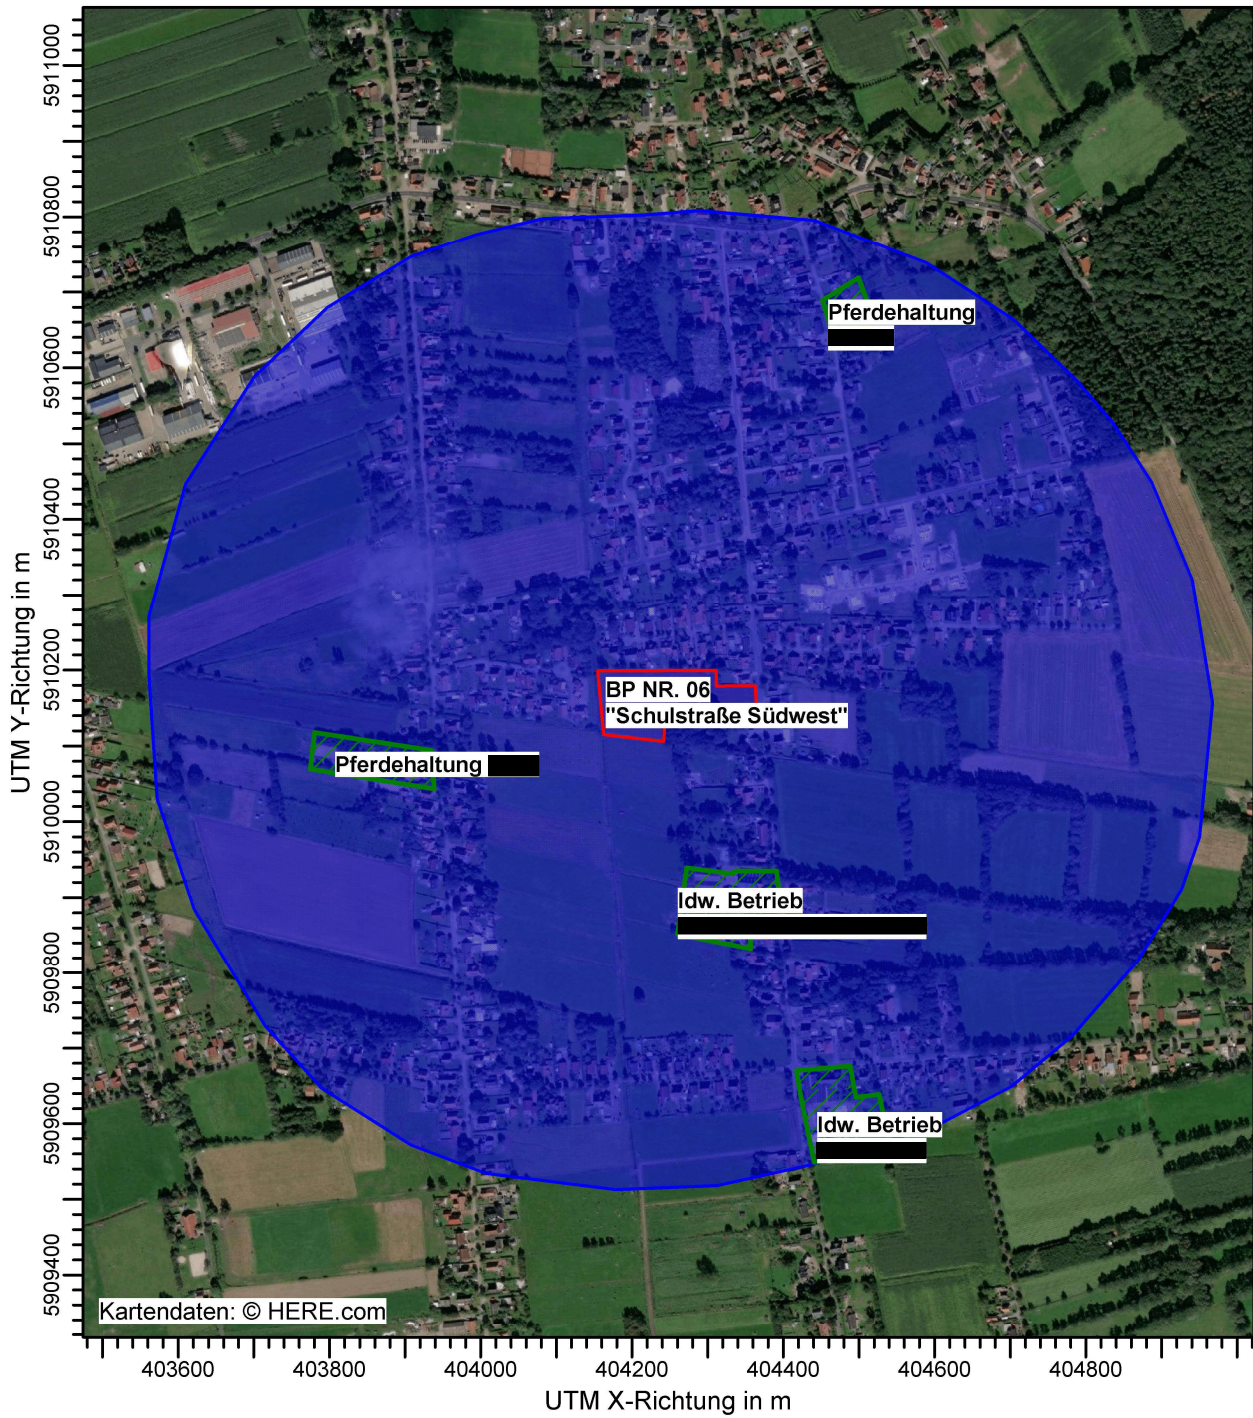 5911000
5910800
5910600
5910400
5910200
5910000
5909800
5909600
5909400
UTM Y-Richtung in m
Pferdehaltung
BP NR. 06
"Schulstraße Südwest"
Pferdehaltung
ldw. Betrieb
ldw. Betrieb
Kartendaten: © HERE.com
403600 403800 404000 404200 404400 404600 404800
UTM X-Richtung in m